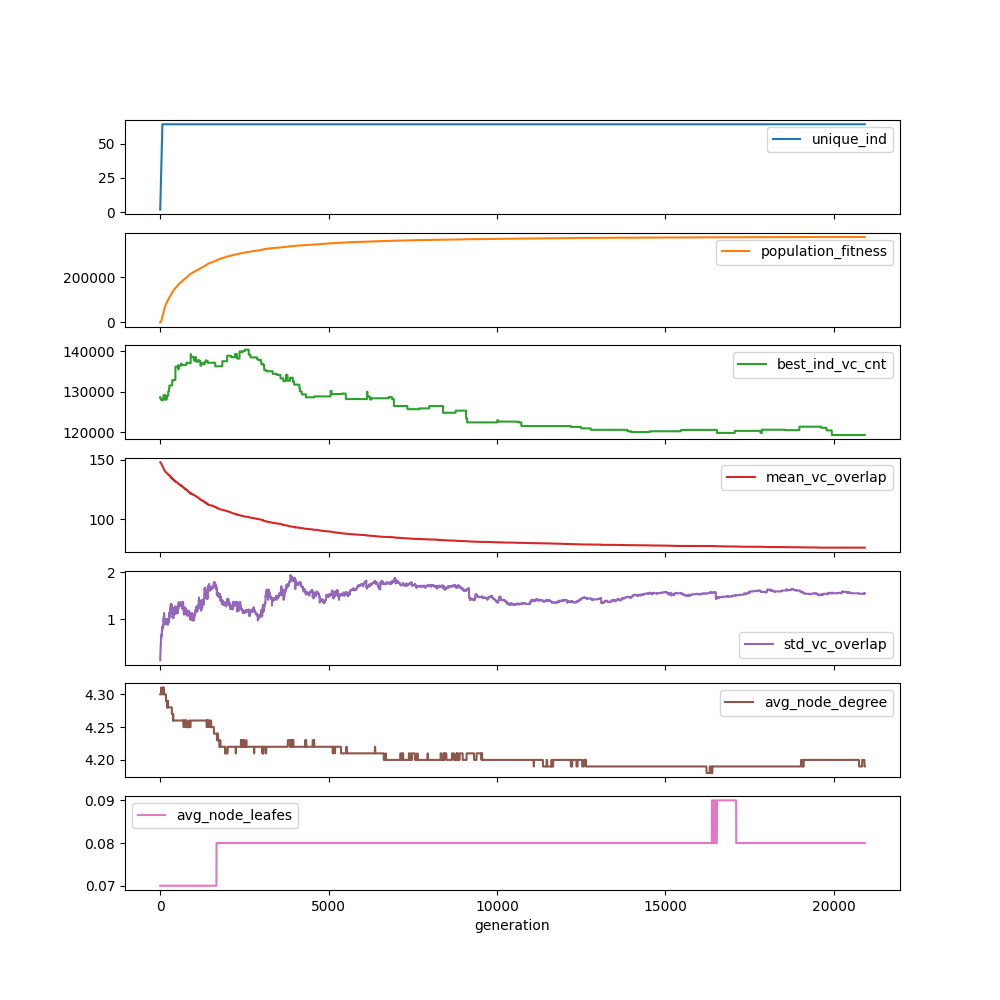 50
25
0
unique_ind
200000
0
population_fitness
140000
130000
120000
best_ind_vc_cnt
150
100
mean_vc_overlap
2
1
std_vc_overlap
4.30
4.25
4.20
avg_node_degree
0.09
0.08
0.07
avg_node_leafes
0 5000 10000 15000 20000
generation